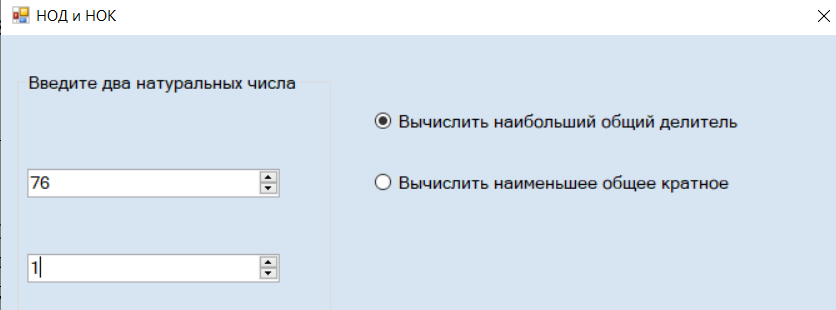 НОД и НОК
Введите два натуральных числа
Вычислить наибольший общий делитель
76
Вычислить наименьшее общее кратное
1